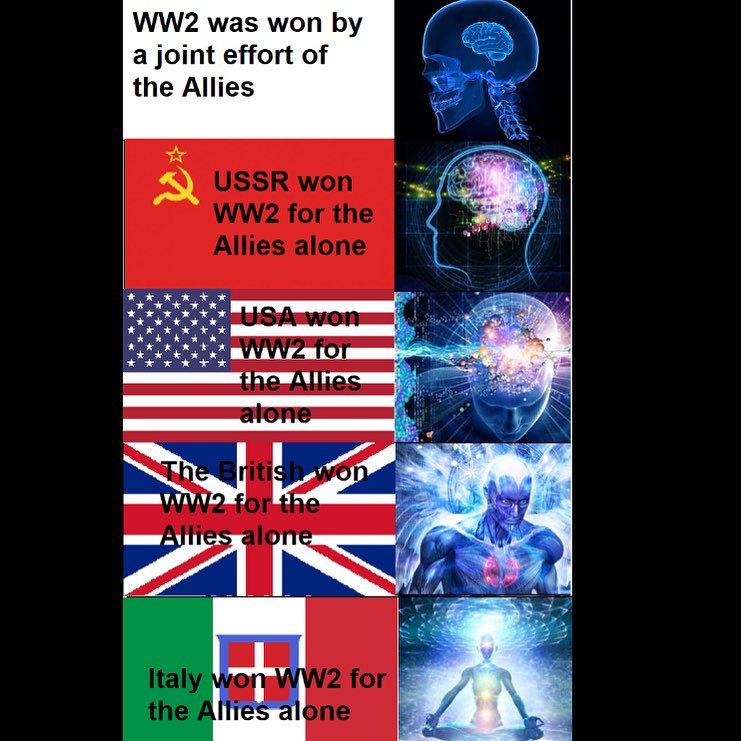 WW2 was won by
a joint effort of
the Allies
USSR won
WW2 for the
Allies alone
USA won
WW2 for
the Allies
alone
The British won
WW2 for the
Allies alone
Italy won WW2 for
the Allies alone